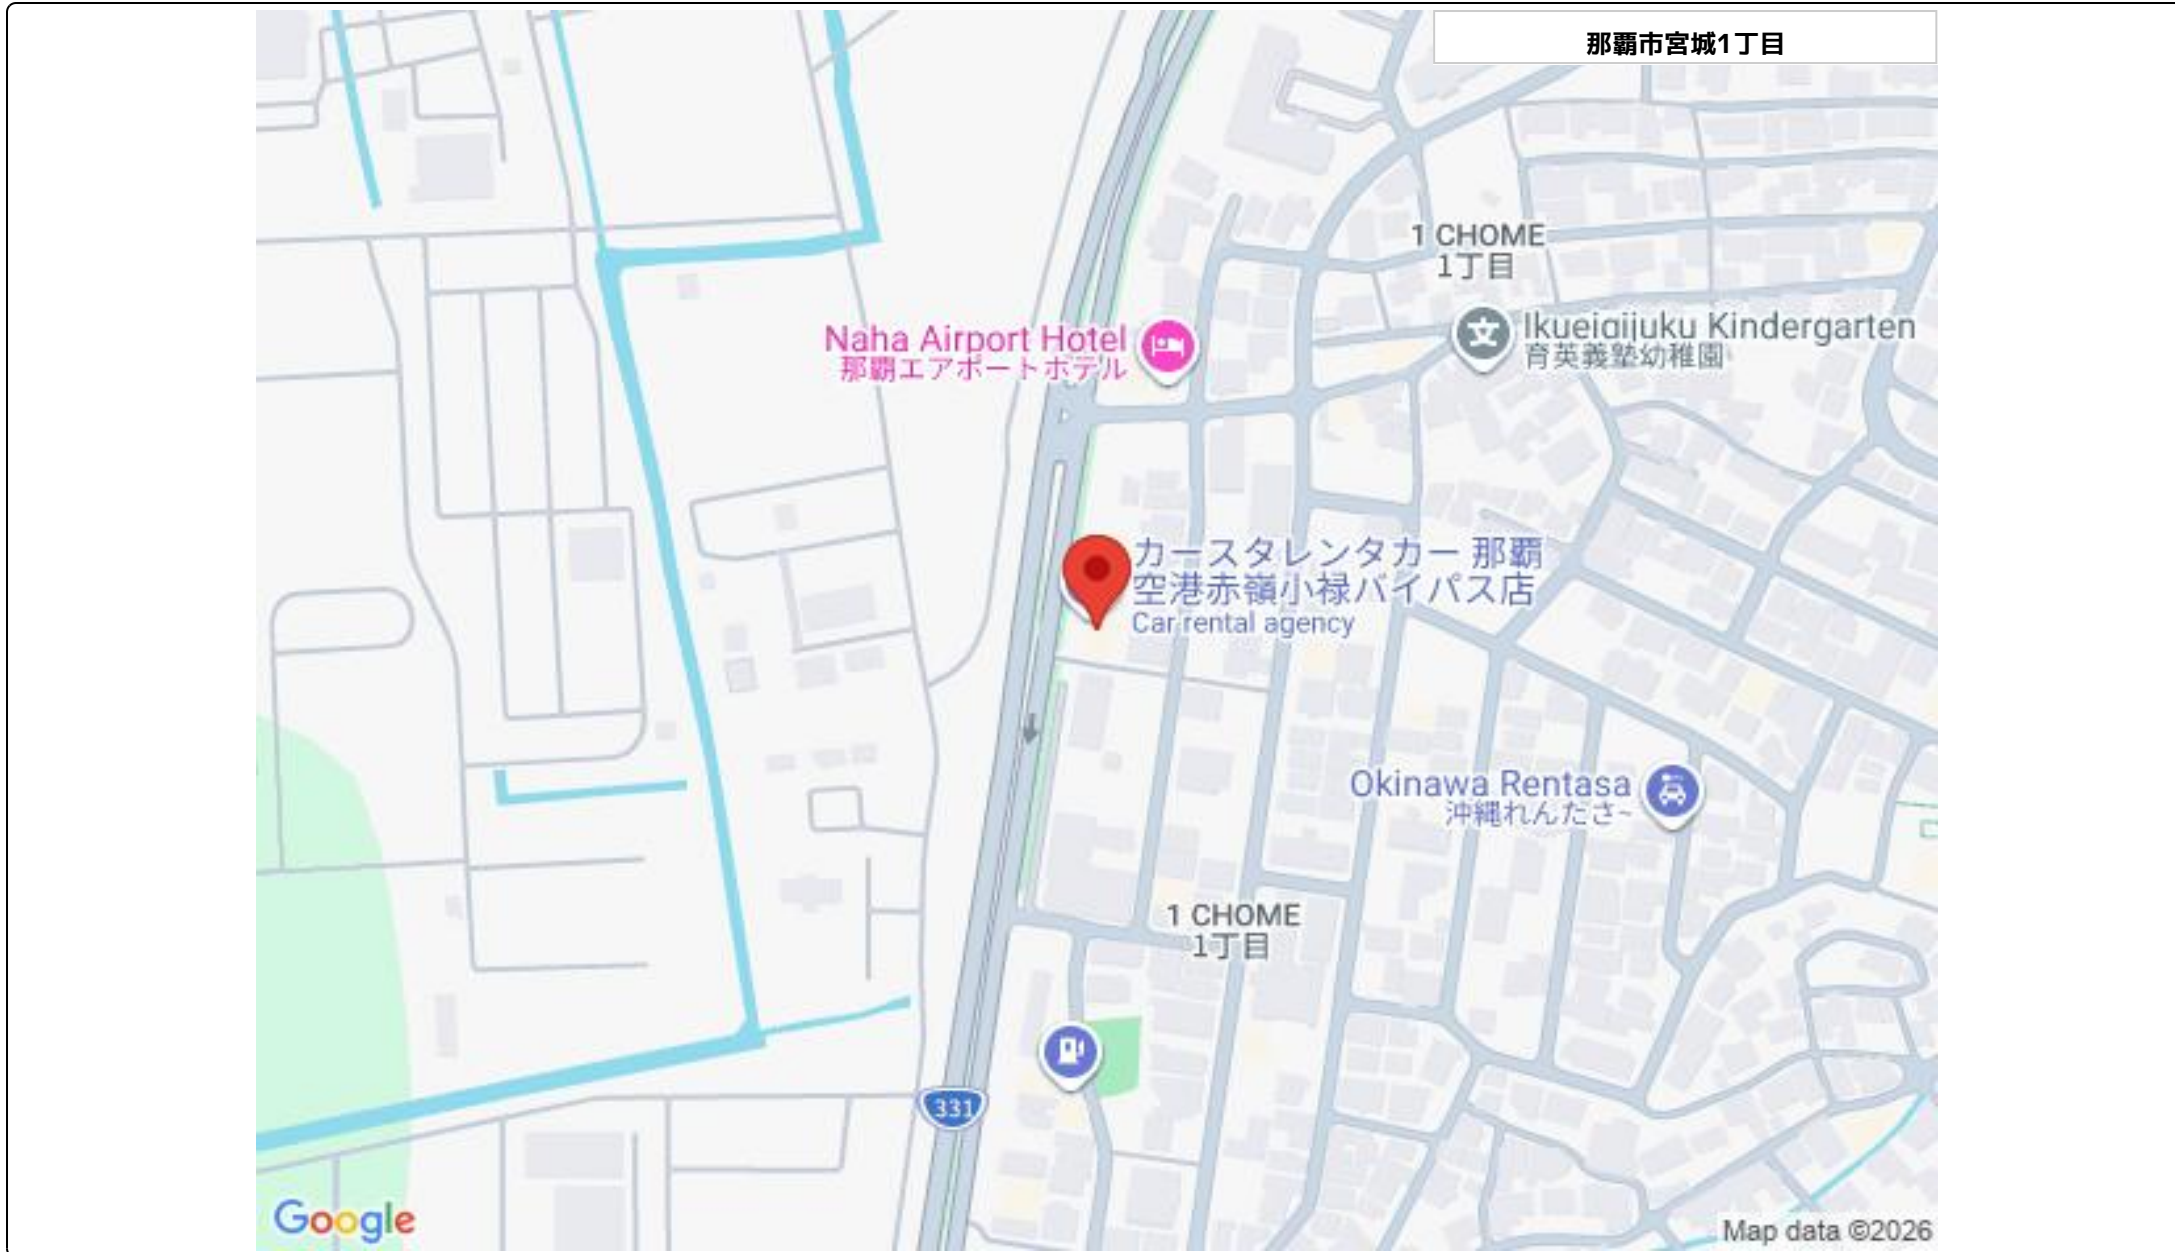 那覇市宮城1丁目
1 CHOME
1丁目
Naha Airport Hotel
那覇エアポートホテル
Ikueigijuku Kindergarten
育英義塾幼稚園
カースタレンタカー 那覇
空港赤嶺小禄バイパス店
Car rental agency
Okinawa Rentasa
沖縄れんたさ~
1 CHOME
1丁目
331
Google
Map data ©2026